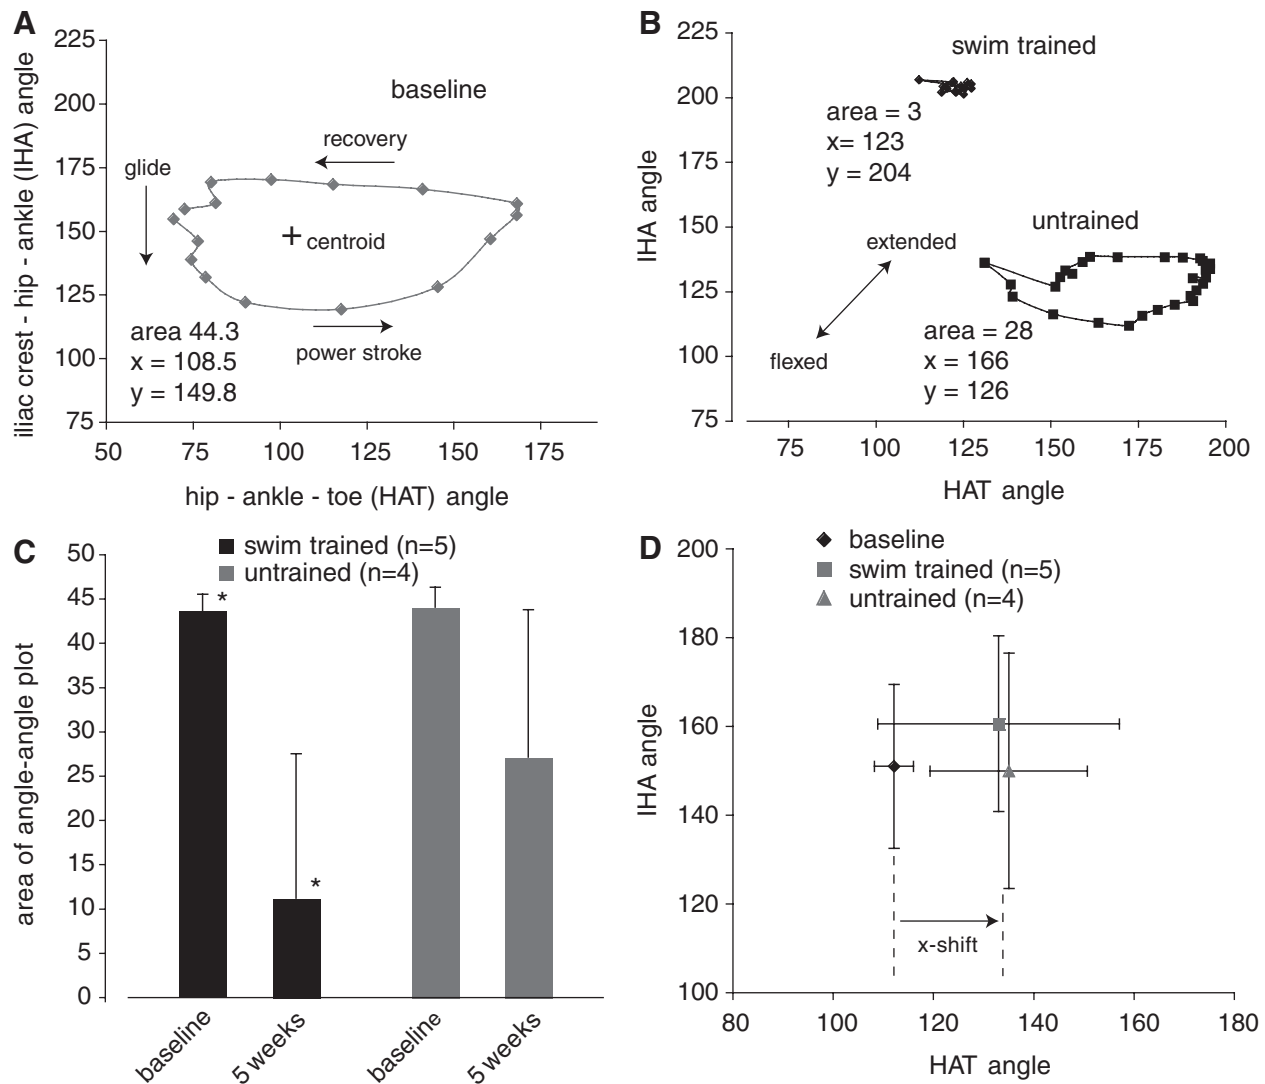 A
225
200
175
150
125
100
75
50
75
100
125
150
175
iliac crest - hip - ankle (IHA) angle
hip - ankle - toe (HAT) angle
baseline
recovery
glide
centroid
power stroke
area 44.3
x = 108.5
y = 149.8
B
225
200
175
150
125
100
75
75
100
125
150
175
200
IHA angle
HAT angle
swim trained
area = 3
x= 123
y = 204
untrained
extended
flexed
area = 28
x = 166
y = 126
C
swim trained (n=5)
untrained (n=4)
50
45
40
35
30
25
20
15
10
5
0
area of angle-angle plot
*
*
baseline
5 weeks
baseline
5 weeks
D
baseline
swim trained (n=5)
untrained (n=4)
200
180
160
140
120
100
80
100
120
140
160
180
IHA angle
HAT angle
x-shift